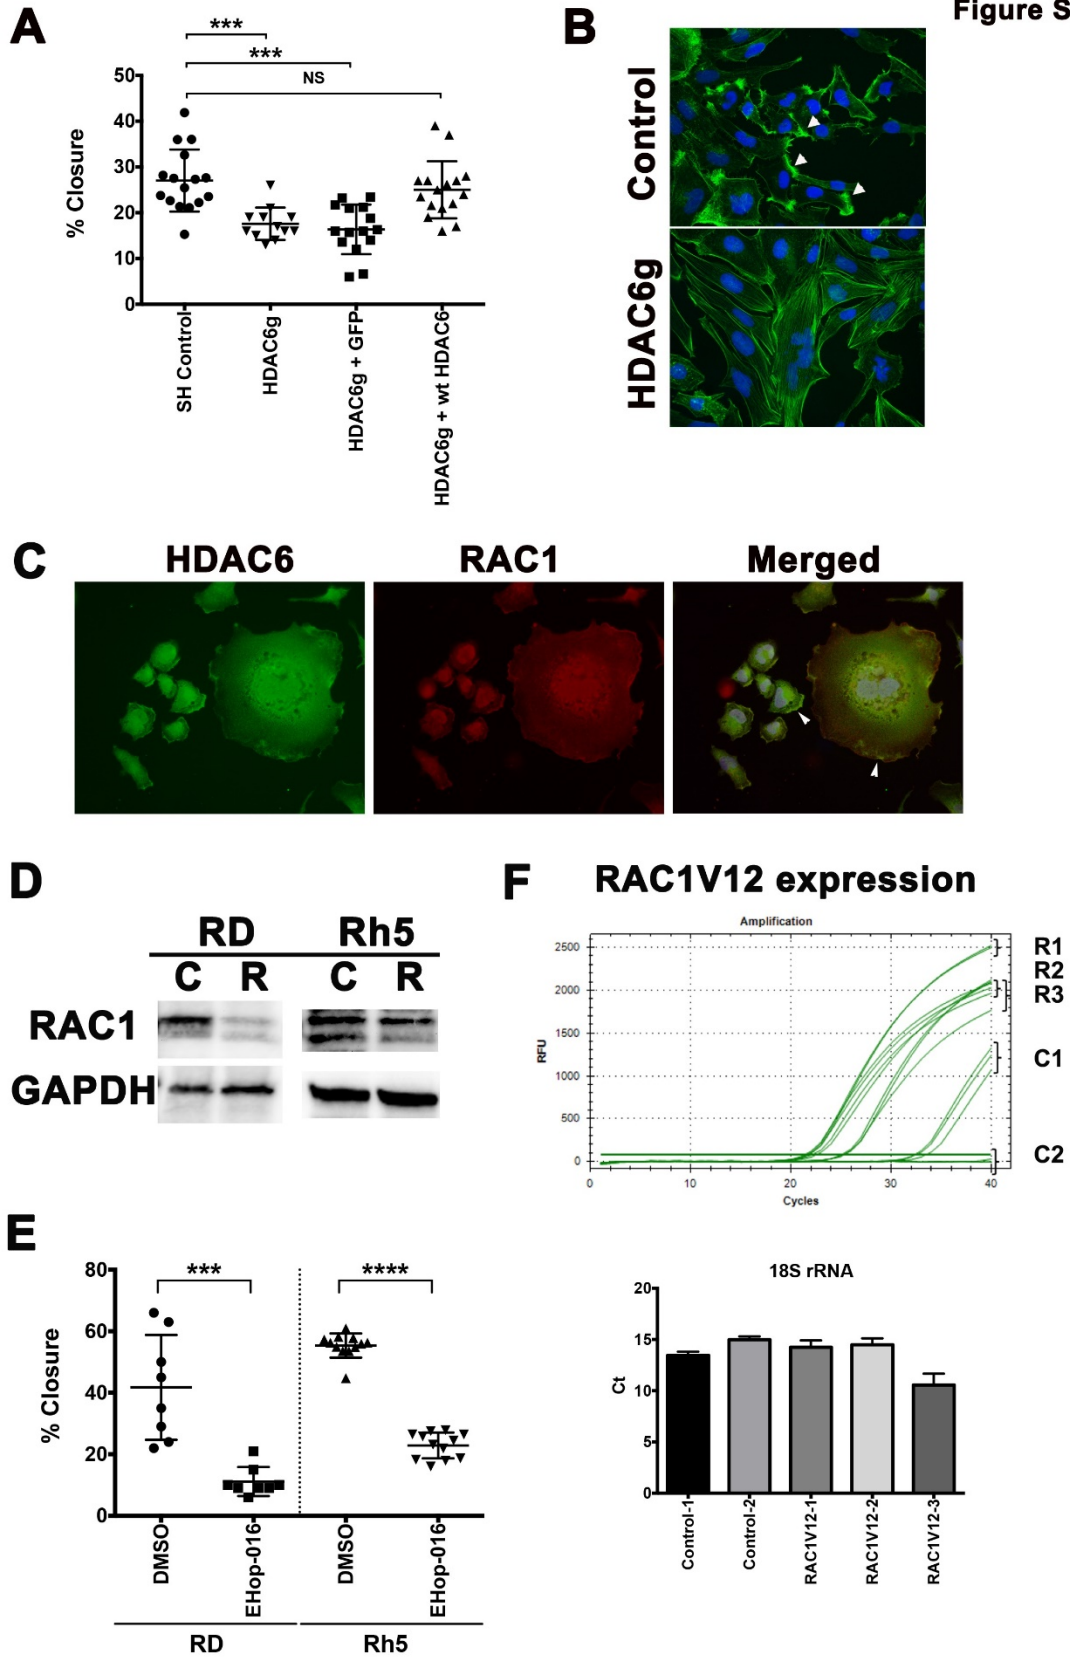 Figure S
A
***
***
NS
50
40
30
20
10
0
% Closure
SH Control
HDAC6g
HDAC6g + GFP
HDAC6g + wt HDAC6
B
Control
HDAC6g
C
HDAC6
RAC1
Merged
D
RD
Rh5
C
R
C
R
RAC1
GAPDH
F
RAC1V12 expression
Amplification
2500
2000
1500
1000
500
0
RFU
0
10
20
30
40
Cycles
R1
R2
R3
C1
C2
E
***
****
80
60
40
20
0
% Closure
DMSO
EHop-016
DMSO
EHop-016
RD
Rh5
18S rRNA
20
15
10
5
0
Ct
Control-1
Control-2
RAC1V12-1
RAC1V12-2
RAC1V12-3